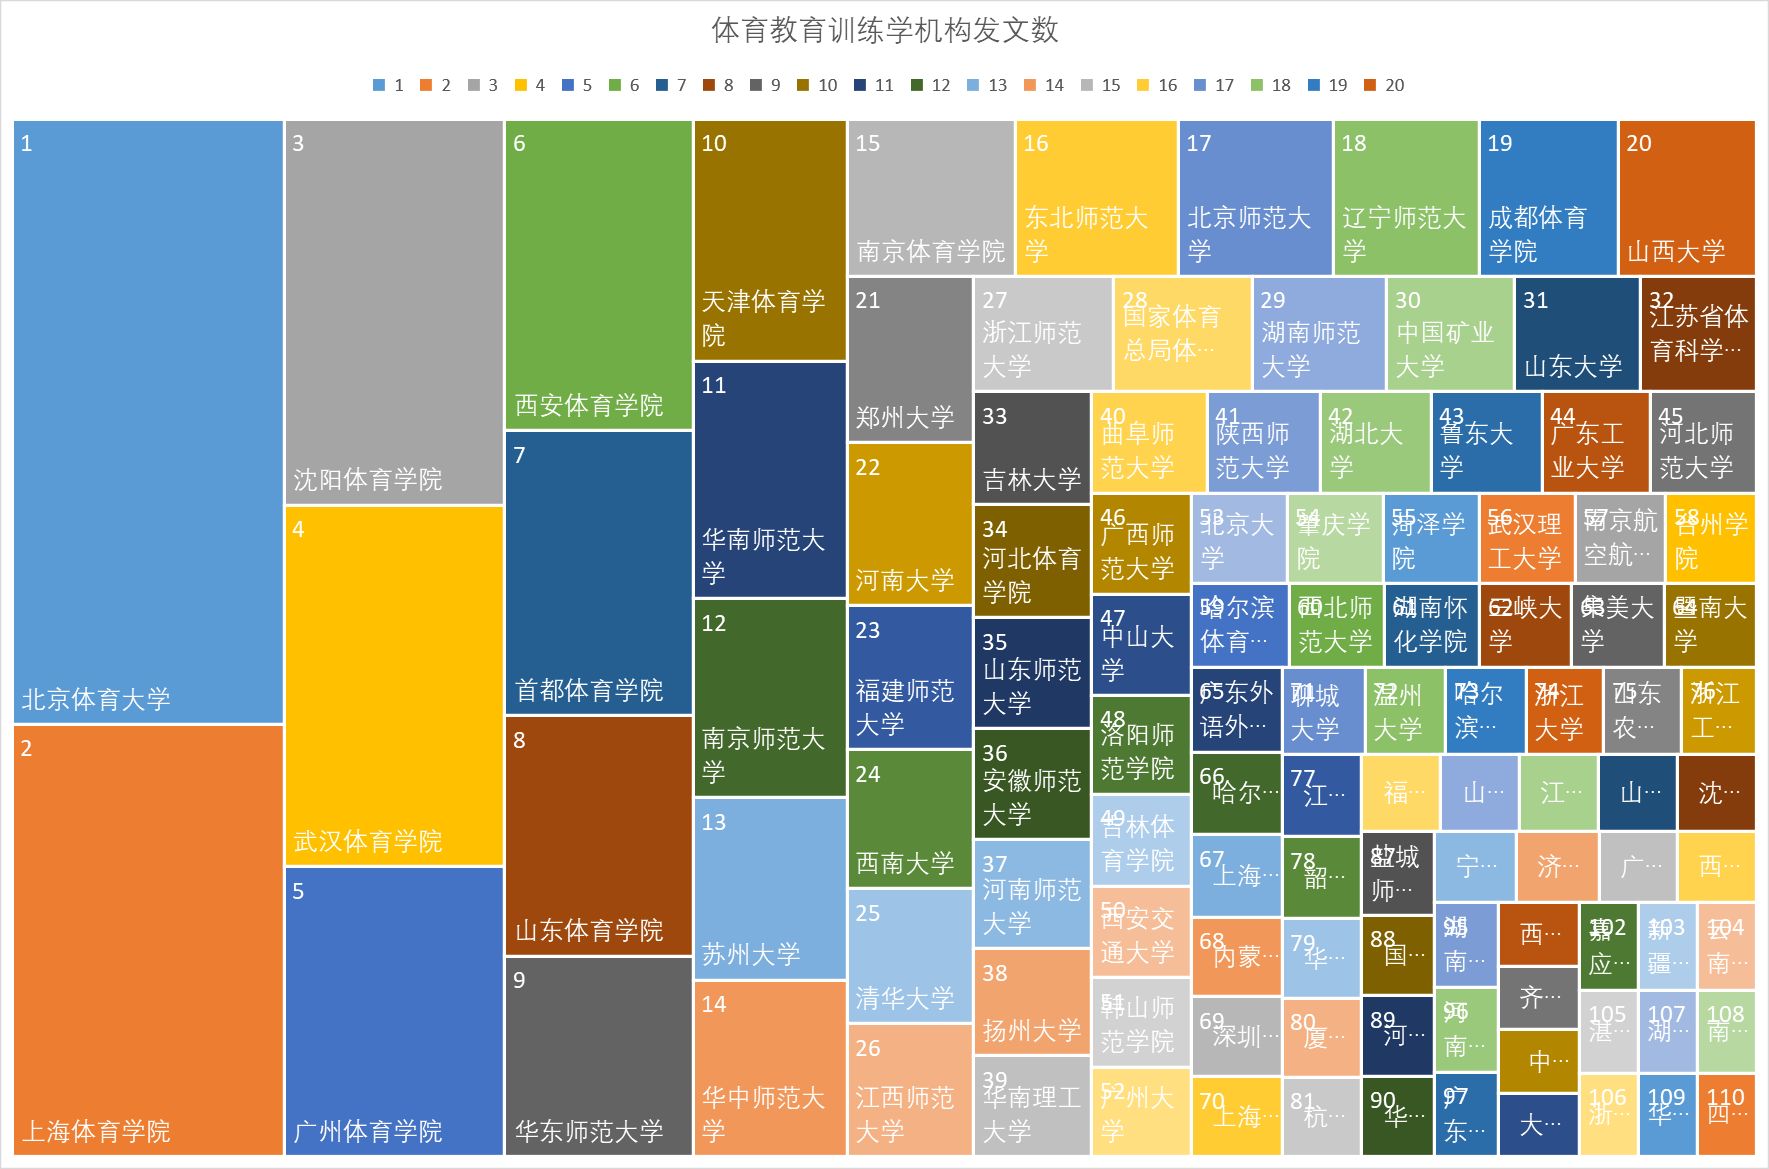 体育教育训练学机构发文数
1 2 3 4 5 6 7 8 9 10 11 12 13 14 15 16 17 18 19 20
1
北京体育大学
2
上海体育学院
3
沈阳体育学院
4
武汉体育学院
5
广州体育学院
6
西安体育学院
7
首都体育学院
8
山东体育学院
9
华东师范大学
10
天津体育学
院
11
华南师范大
学
12
南京师范大
学
13
苏州大学
14
华中师范大
学
15
南京体育学院
16
东北师范大
学
17
北京师范大
学
18
辽宁师范大
学
19
成都体育
学院
20
山西大学
21
郑州大学
22
河南大学
23
福建师范
大学
24
西南大学
25
清华大学
26
江西师范
大学
27
浙江师范
大学
28
国家体育
总局体…
29
湖南师范
大学
30
中国矿业
大学
31
山东大学
32
江苏省体
育科学…
33
吉林大学
34
河北体育
学院
35
山东师范
大学
36
安徽师范
大学
37
河南师范
大学
38
扬州大学
39
华南理工
大学
40
曲阜师
范大学
41
陕西师
范大学
42
湖北大
学
43
鲁东大
学
44
广东工
业大学
45
河北师
范大学
46
广西师
范大学
47
中山大
学
48
洛阳师
范学院
49
吉林体
育学院
50
西安交
通大学
51
韩山师
范学院
52
广州大
学
53
北京大
学
54
肇庆学
院
55
菏泽学
院
56
武汉理
工大学
57
南京航
空航…
58
台州学
院
59
哈尔滨
体育…
60
西北师
范大学
61
湖南怀
化学院
62
三峡大
学
63
集美大
学
64
暨南大
学
65
广东外
语外…
66
哈尔…
67
上海…
68
内蒙…
69
深圳…
70
上海…
71
聊城
大学
72
温州
大学
73
哈尔
滨…
74
浙江
大学
75
山东
农…
76
浙江
工…
77
江…
78
韶…
79
华…
80
厦…
81
杭…
福…
山…
江…
山…
沈…
87
盐城
师…
88
国…
89
河…
90
华…
宁…
济…
广…
西…
95
湖
南…
96
河
南…
97
广
东…
西…
齐…
中…
大…
102
嘉
应…
103
新
疆…
104
云
南…
105
湛…
106
浙…
107
湖…
108
南…
109
华…
110
西…